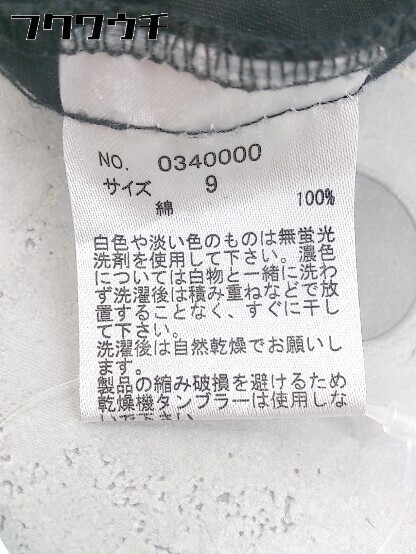 フクワウチ
NO. 0340000
サイズ 9
綿 100%
白色や淡い色のものは無蛍光
洗剤を使用して下さい。濃色
については白物と一緒に洗わ
ず洗濯後は積み重ねなどで放
置することなく、すぐに干し
て下さい。
洗濯後は自然乾燥でお願いし
ます。
製品の縮み破損を避けるため
乾燥機タンブラーは使用しな
いで下さい